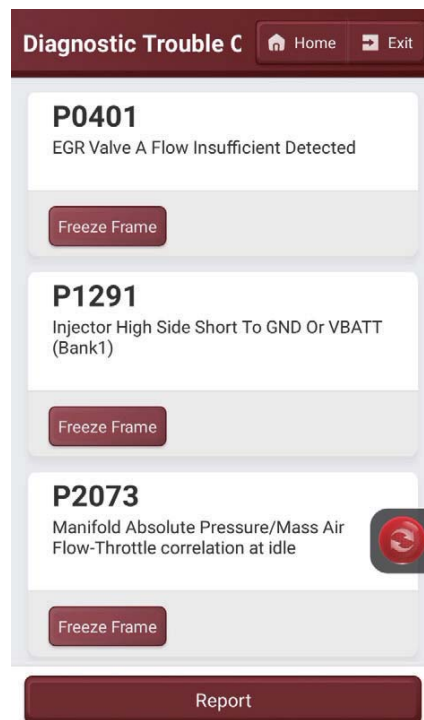 Diagnostic Trouble C
Home
Exit
P0401
EGR Valve A Flow Insufficient Detected
Freeze Frame
P1291
Injector High Side Short To GND Or VBATT
(Bank1)
Freeze Frame
P2073
Manifold Absolute Pressure/Mass Air
Flow-Throttle correlation at idle
Freeze Frame
Report